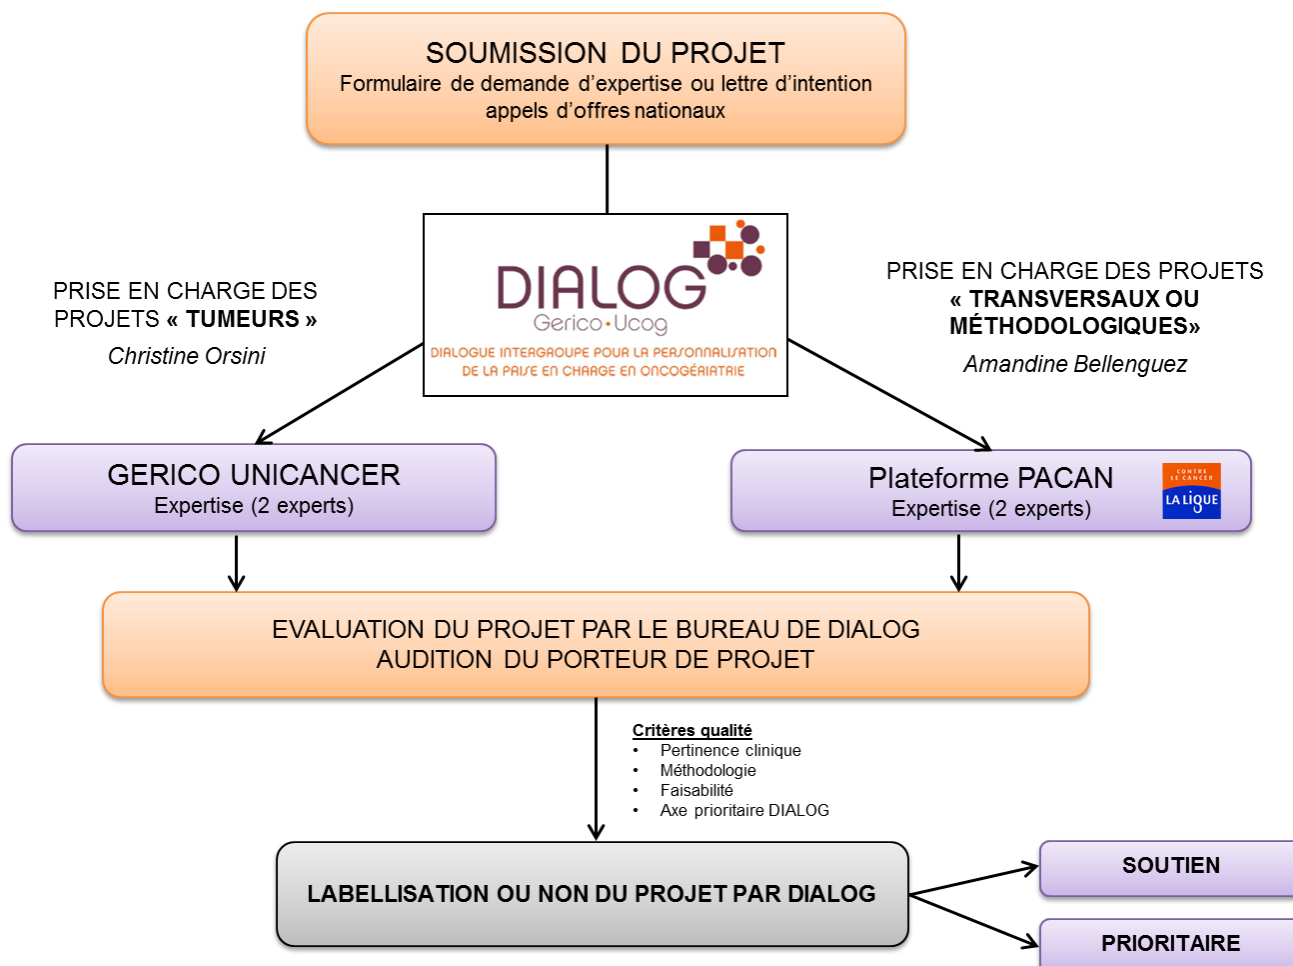 SOUMISSION DU PROJET
Formulaire de demande d’expertise ou lettre d’intention
appels d’offres nationaux
DIALOG
Gerico • Ucog
DIALOGUE INTERGROUPE POUR LA PERSONNALISATION
DE LA PRISE EN CHARGE EN ONCOGÉRIATRIE
PRISE EN CHARGE DES
PROJETS « TUMEURS »
Christine Orsini
PRISE EN CHARGE DES PROJETS
« TRANSVERSAUX OU
MÉTHODOLOGIQUES»
Amandine Bellenguez
GERICO UNICANCER
Expertise (2 experts)
Plateforme PACAN
Expertise (2 experts)
CONTRE
LE CANCER
LA LIGUE
EVALUATION DU PROJET PAR LE BUREAU DE DIALOG
AUDITION DU PORTEUR DE PROJET
Critères qualité
• Pertinence clinique
• Méthodologie
• Faisabilité
• Axe prioritaire DIALOG
LABELLISATION OU NON DU PROJET PAR DIALOG
SOUTIEN
PRIORITAIRE